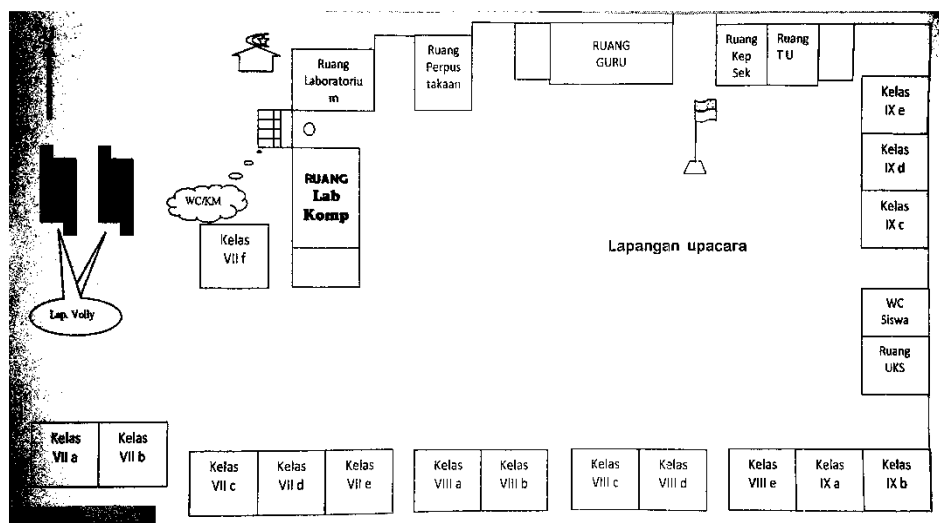 Ruang
Laboratoriu
m
Ruang
Perpus
takaan
RUANG
GURU
Ruang
Kep
Sek
Ruang
T U
Kelas
IX e
Kelas
IX d
Kelas
IX c
RUANG
Lab
Komp
WC/KM
Kelas
VII f
Lapangan upacara
Lap. Volly
WC
Siswa
Ruang
UKS
Kelas
VII a
Kelas
VII b
Kelas
VII c
Kelas
VII d
Kelas
VII e
Kelas
VIII a
Kelas
VIII b
Kelas
VIII c
Kelas
VIII d
Kelas
VIII e
Kelas
IX a
Kelas
IX b